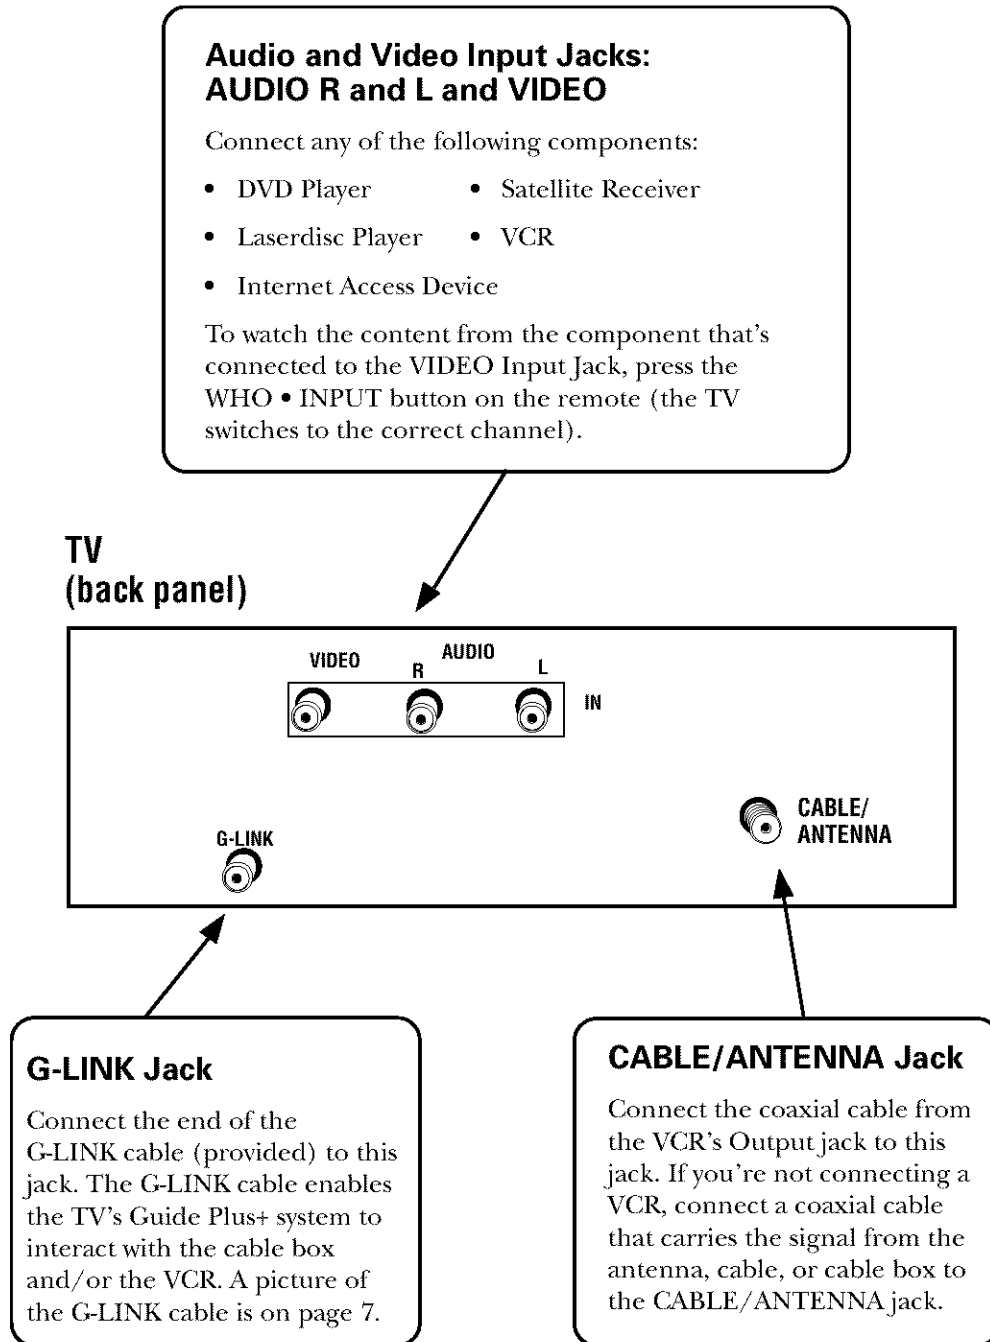 Audio and Video Input Jacks:
AUDIO R and L and VIDEO
Connect any of the following components:
• DVD Player • Satellite Receiver
• Laserdisc Player • VCR
• Internet Access Device
To watch the content from the component that's
connected to the VIDEO Input Jack, press the
WHO • INPUT button on the remote (the TV
switches to the correct channel).
TV
(back panel)
VIDEO
AUDIO
R
L
IN
G-LINK
CABLE/
ANTENNA
G-LINK Jack
Connect the end of the
G-LINK cable (provided) to this
jack. The G-LINK cable enables
the TV's Guide Plus+ system to
interact with the cable box
and/or the VCR. A picture of
the G-LINK cable is on page 7.
CABLE/ANTENNA Jack
Connect the coaxial cable from
the VCR's Output jack to this
jack. If you're not connecting a
VCR, connect a coaxial cable
that carries the signal from the
antenna, cable, or cable box to
the CABLE/ANTENNA jack.